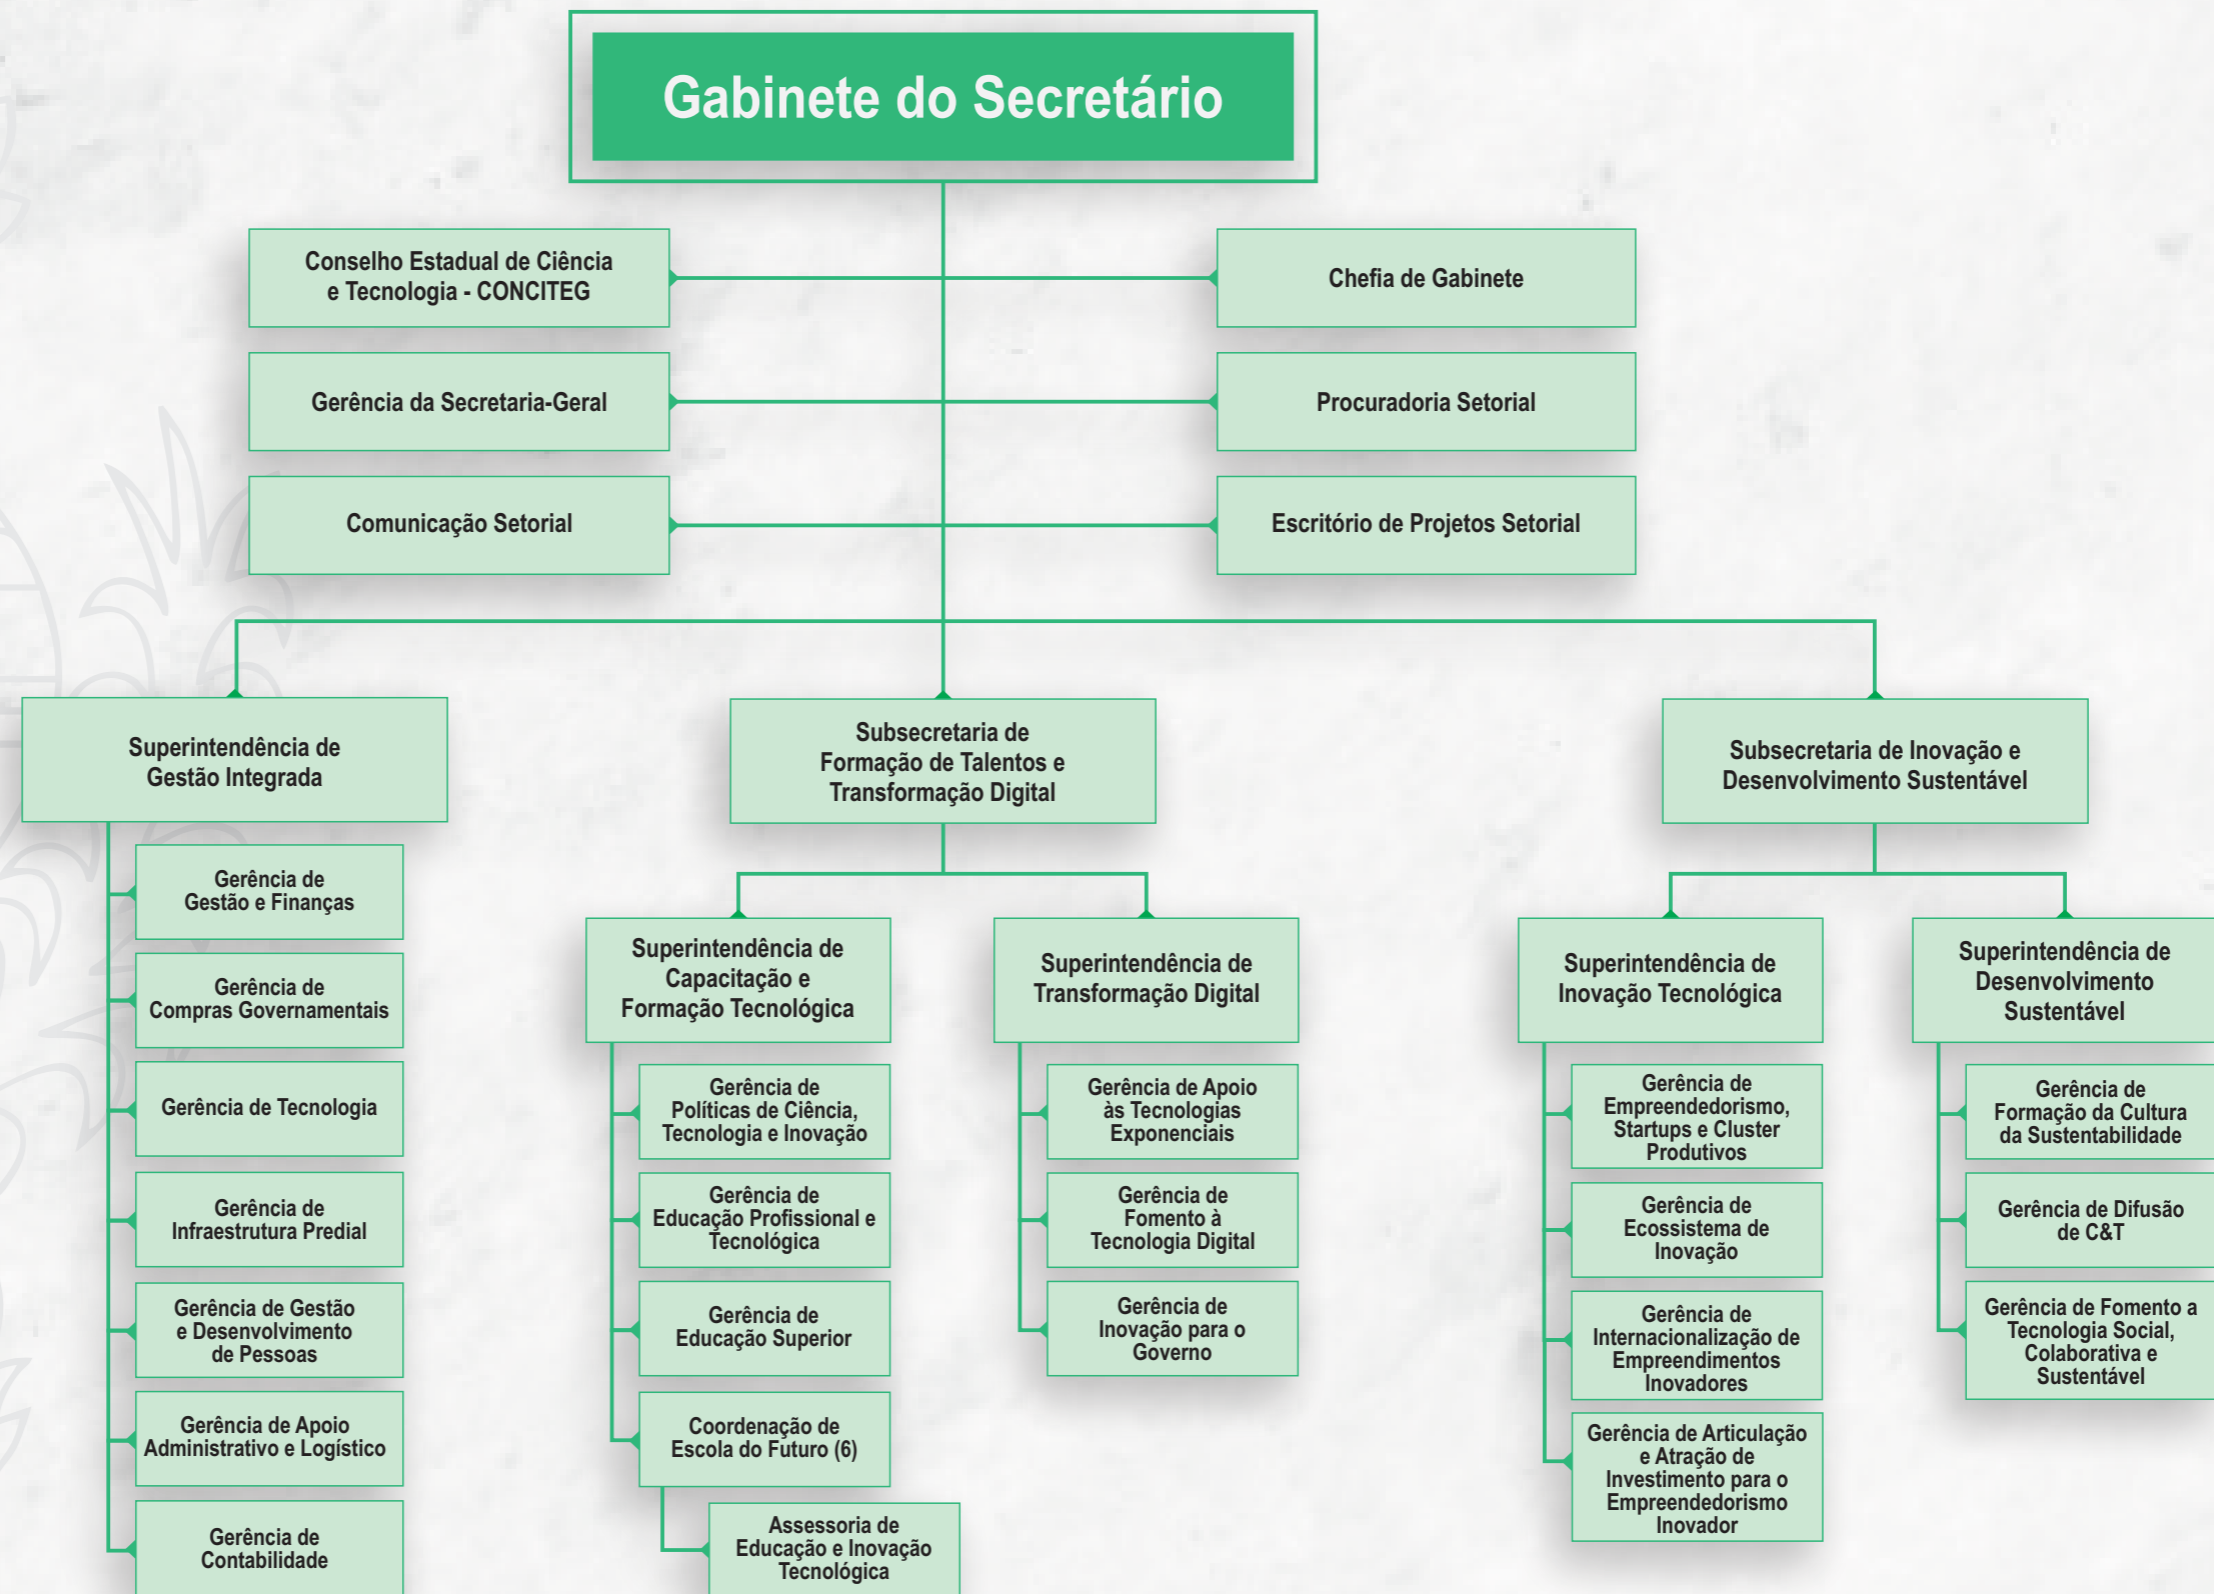 Gabinete do Secretário
Conselho Estadual de Ciência
e Tecnologia - CONCITEG
Chefia de Gabinete
Gerência da Secretaria-Geral
Procuradoria Setorial
Comunicação Setorial
Escritório de Projetos Setorial
Superintendência de
Gestão Integrada
Gerência de
Gestão e Finanças
Gerência de
Compras Governamentais
Gerência de Tecnologia
Gerência de
Infraestrutura Predial
Gerência de Gestão
e Desenvolvimento
de Pessoas
Gerência de Apoio
Administrativo e Logístico
Gerência de
Contabilidade
Subsecretaria de
Formação de Talentos e
Transformação Digital
Superintendência de
Capacitação e
Formação Tecnológica
Gerência de
Políticas de Ciência,
Tecnologia e Inovação
Gerência de
Educação Profissional e
Tecnológica
Gerência de
Educação Superior
Coordenação de
Escola do Futuro (6)
Assessoria de
Educação e Inovação
Tecnológica
Superintendência de
Transformação Digital
Gerência de Apoio
às Tecnologias
Exponenciais
Gerência de
Fomento à
Tecnologia Digital
Gerência de
Inovação para o
Governo
Subsecretaria de Inovação e
Desenvolvimento Sustentável
Superintendência de
Inovação Tecnológica
Gerência de
Empreendedorismo,
Startups e Cluster
Produtivos
Gerência de
Ecossistema de
Inovação
Gerência de
Internacionalização de
Empreendimentos
Inovadores
Gerência de Articulação
e Atração de
Investimento para o
Empreendedorismo
Inovador
Superintendência de
Desenvolvimento
Sustentável
Gerência de
Formação da Cultura
da Sustentabilidade
Gerência de Difusão
de C&T
Gerência de Fomento a
Tecnologia Social,
Colaborativa e
Sustentável